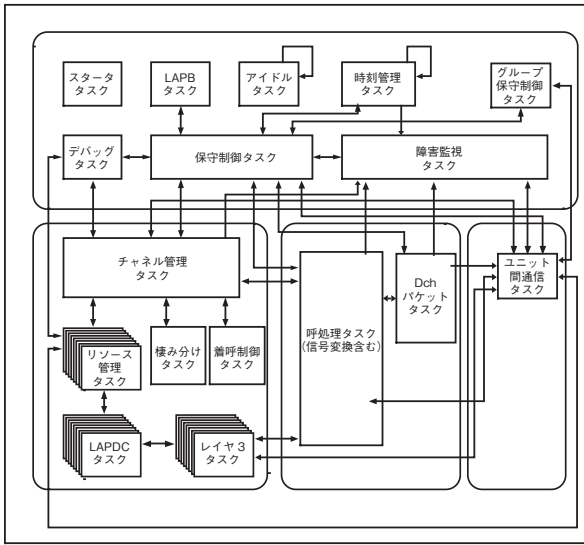 スタータ
タスク
LAPB
タスク
アイドル
タスク
時刻管理
タスク
グループ
保守制御
タスク
デバッグ
タスク
保守制御タスク
障害監視
タスク
チャネル管理
タスク
呼処理タスク
(信号変換含む)
Dch
パケット
タスク
ユニット
間通信
タスク
リソース
管理
タスク
棲み分け
タスク
着呼制御
タスク
LAPDC
タスク
レイヤ3
タスク